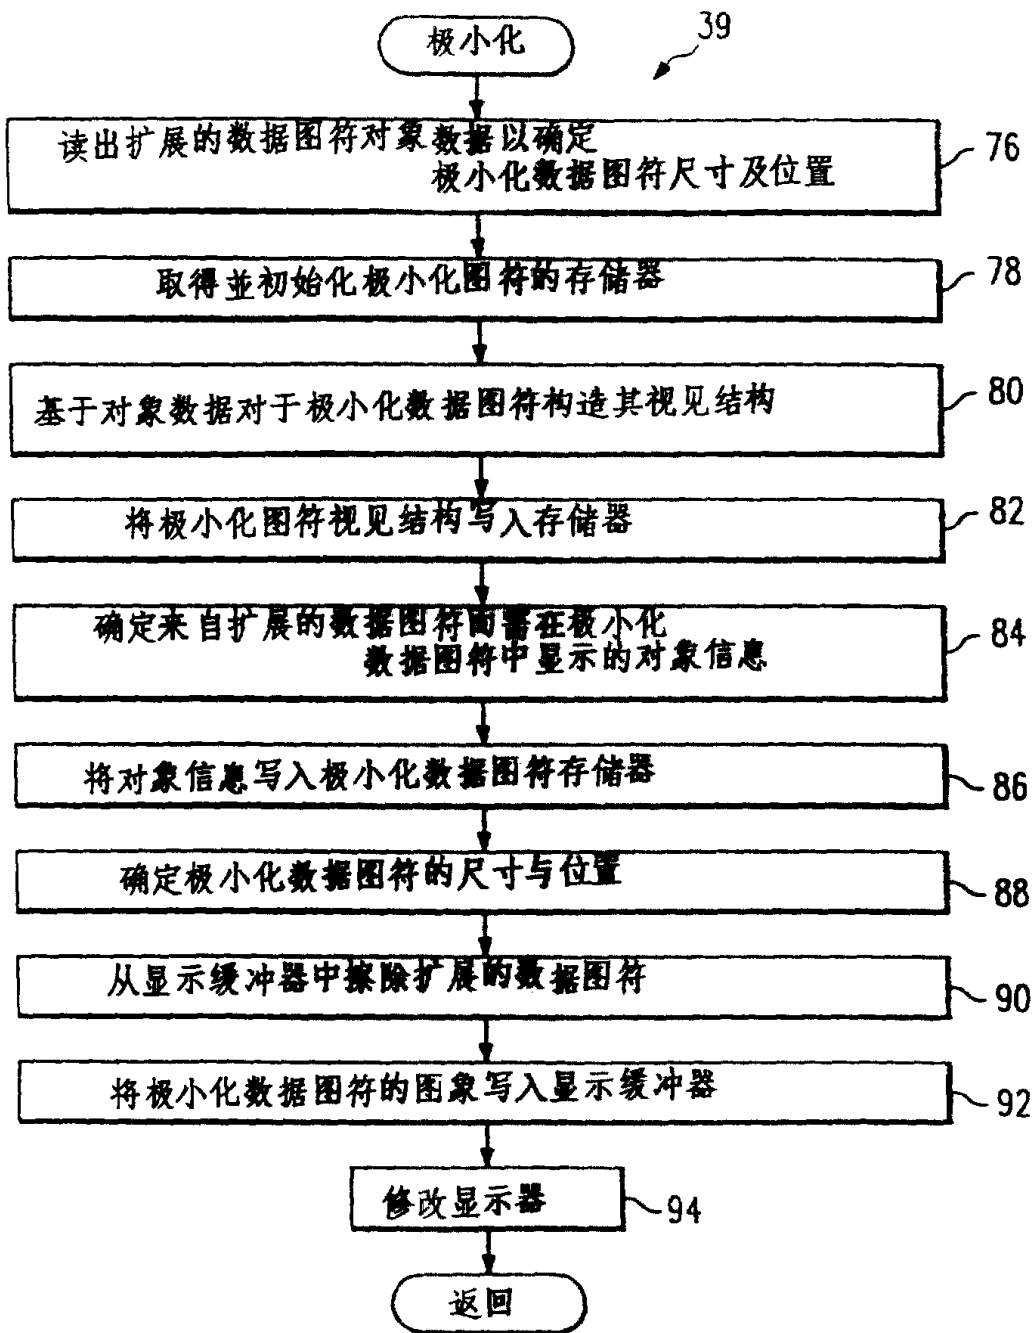 极小化
39
读出扩展的数据图符对象数据以确定
极小化数据图符尺寸及位置
76
取得並初始化极小化图符的存储器
78
基于对象数据对于极小化数据图符构造其视见结构
80
将极小化图符视见结构写入存储器
82
确定来自扩展的数据图符而需在极小化
数据图符中显示的对象信息
84
将对象信息写入极小化数据图符存储器
86
确定极小化数据图符的尺寸与位置
88
从显示缓冲器中擦除扩展的数据图符
90
将极小化数据图符的图象写入显示缓冲器
92
修改显示器
94
返回